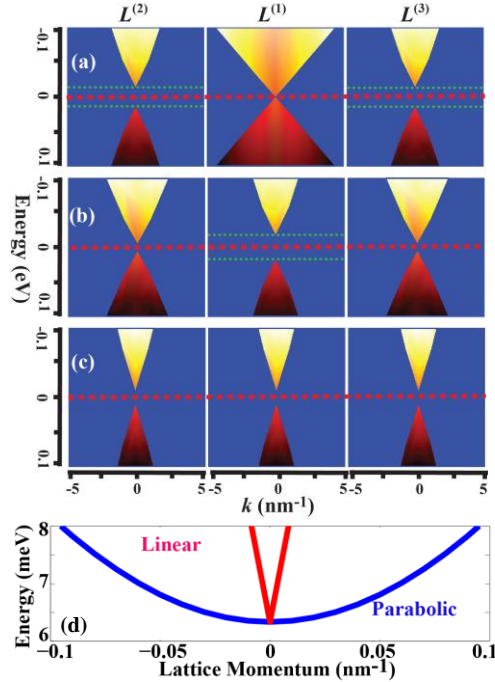 L(2) L(1) L(3)
(a)
-0.1
0
0.1
(b)
-0.1
0
0.1
Energy (eV)
(c)
-0.1
0
0.1
-5 0 5 -5 0 5 -5 0 5
k (nm-1)
8
7
6
Energy (meV)
Linear
Parabolic
(d)
-0.1 -0.05 0 0.05 0.1
Lattice Momentum (nm-1)